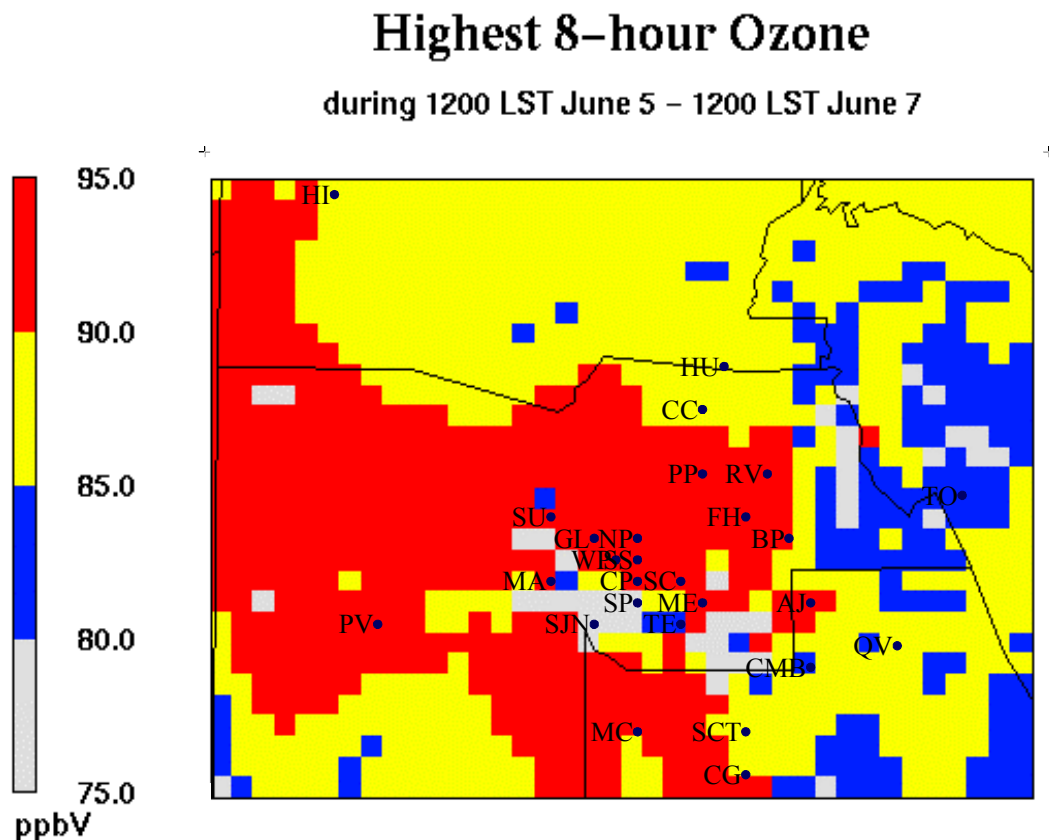 Highest 8-hour Ozone
during 1200 LST June 5 - 1200 LST June 7
95.0
HI
90.0
HU
CC
85.0
PP RV
TO
SU FH
GL NP BP
WP SS
MA CP SC
SP ME AJ
80.0
PV SJN TE
QV
CMB
MC SCT
CG
75.0
ppbV